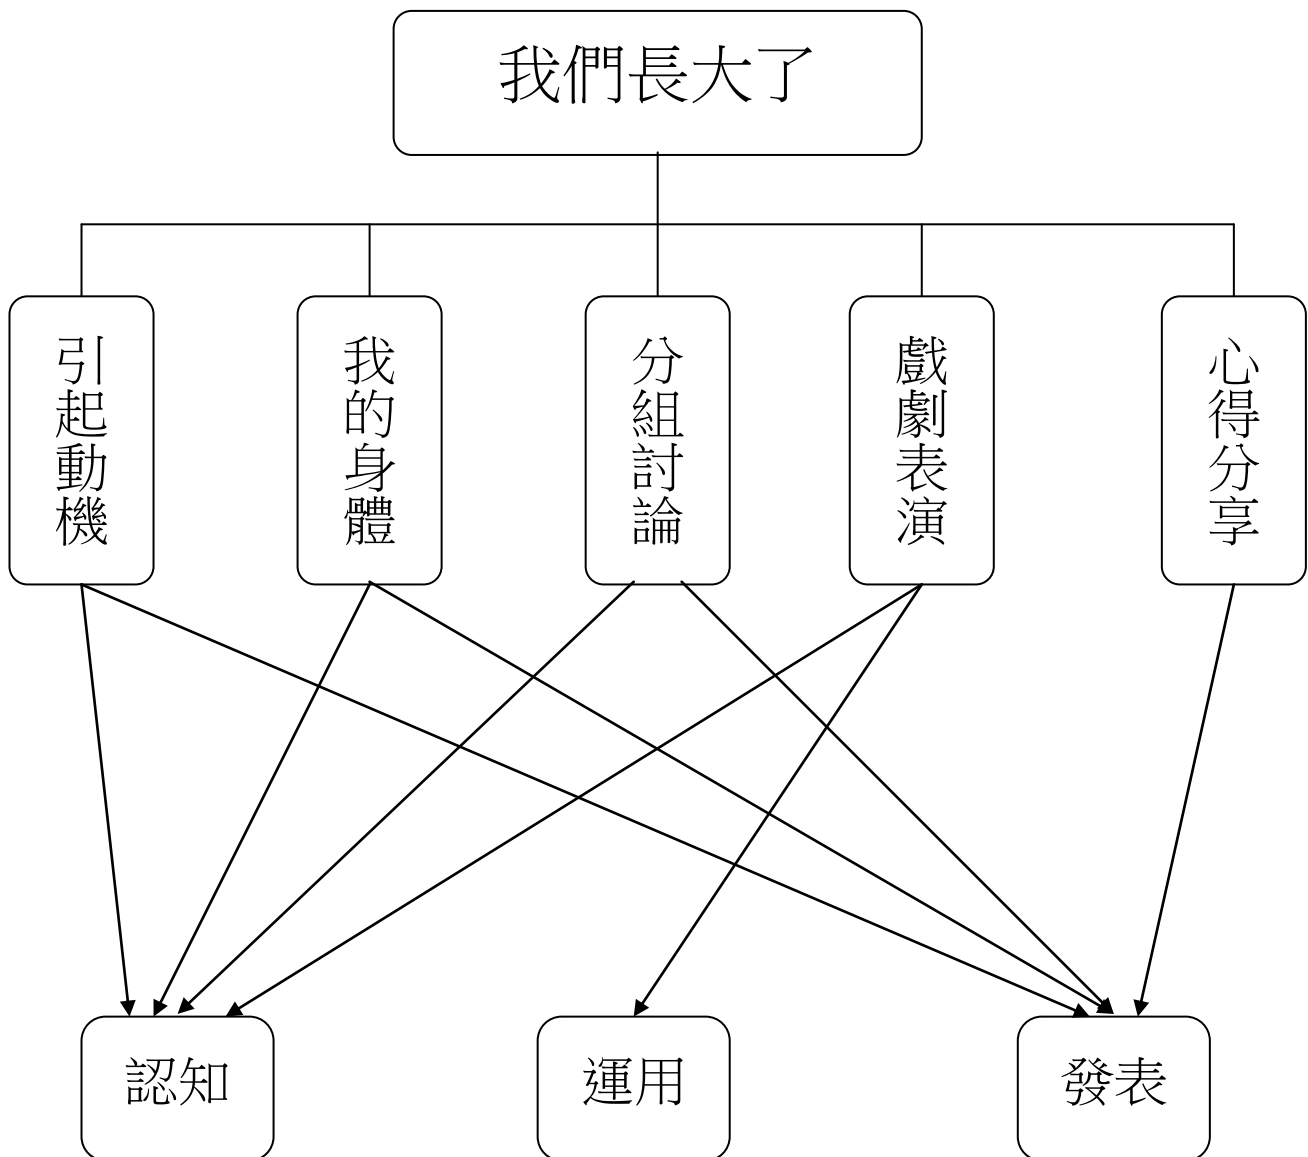 我們長大了
引起動機
我的身體
分組討論
戲劇表演
心得分享
認知
運用
發表